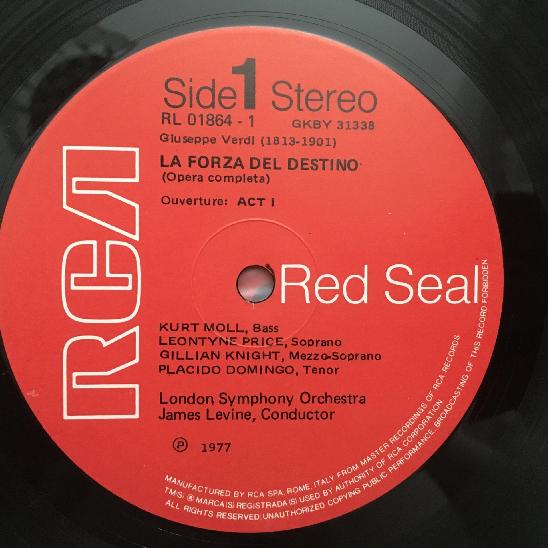 Side 1 Stereo
RL 01864 - 1 GKBY 31338
Giuseppe Verdi (1813-1901)
LA FORZA DEL DESTINO
(Opera completa)
Ouverture: ACT I
RCA
Red Seal
KURT MOLL, Bass
LEONTYNE PRICE, Soprano
GILLIAN KNIGHT, Mezzo-Soprano
PLACIDO DOMINGO, Tenor
London Symphony Orchestra
James Levine, Conductor
Ⓟ 1977
MANUFACTURED BY RCA SPA, ROME, ITALY FROM MASTER RECORDINGS OF RCA RECORDS
TM(S) ® MARCA(S) REGISTRADA(S) USED BY AUTHORITY OF RCA CORPORATION.
ALL RIGHTS RESERVED. UNAUTHORIZED COPYING PUBLIC PERFORMANCE, BROADCASTING OF THIS RECORD FORBIDDEN